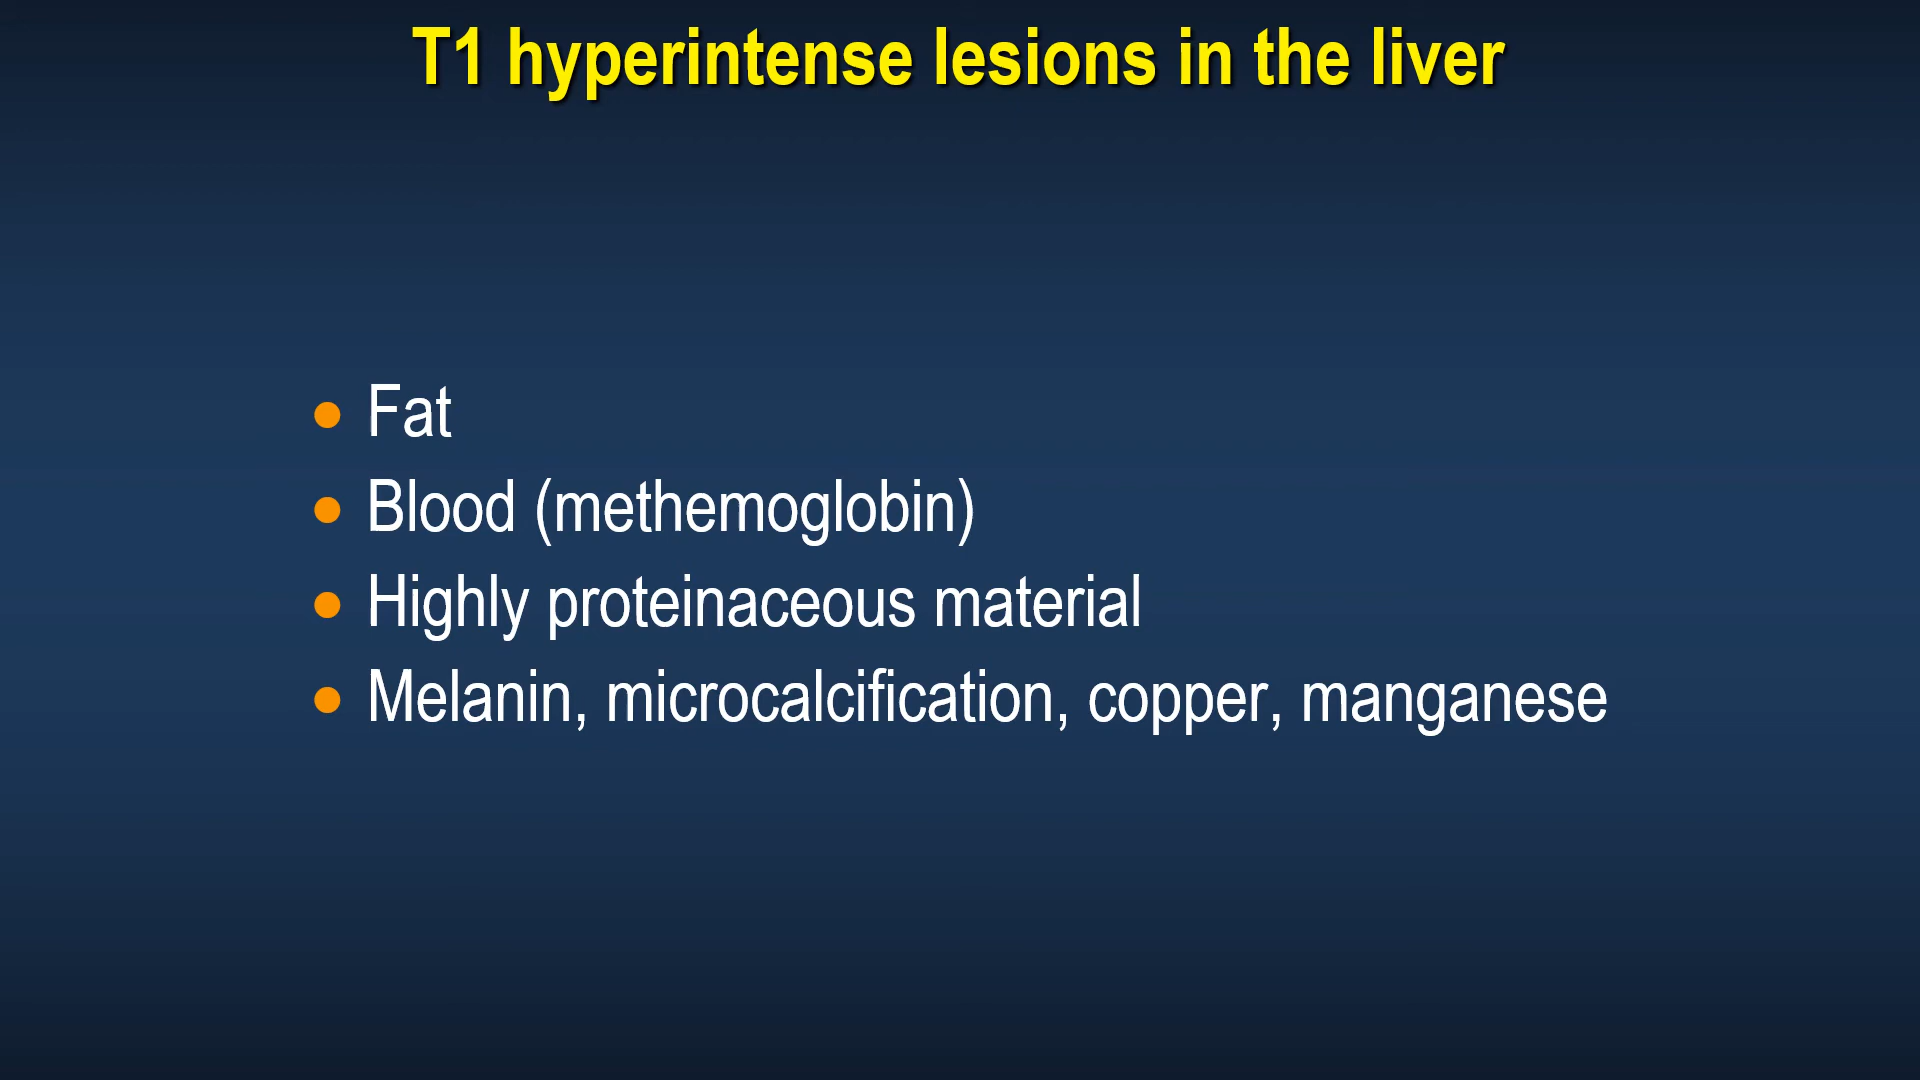 T1 hyperintense lesions in the liver
● Fat
● Blood (methemoglobin)
● Highly proteinaceous material
● Melanin, microcalcification, copper, manganese